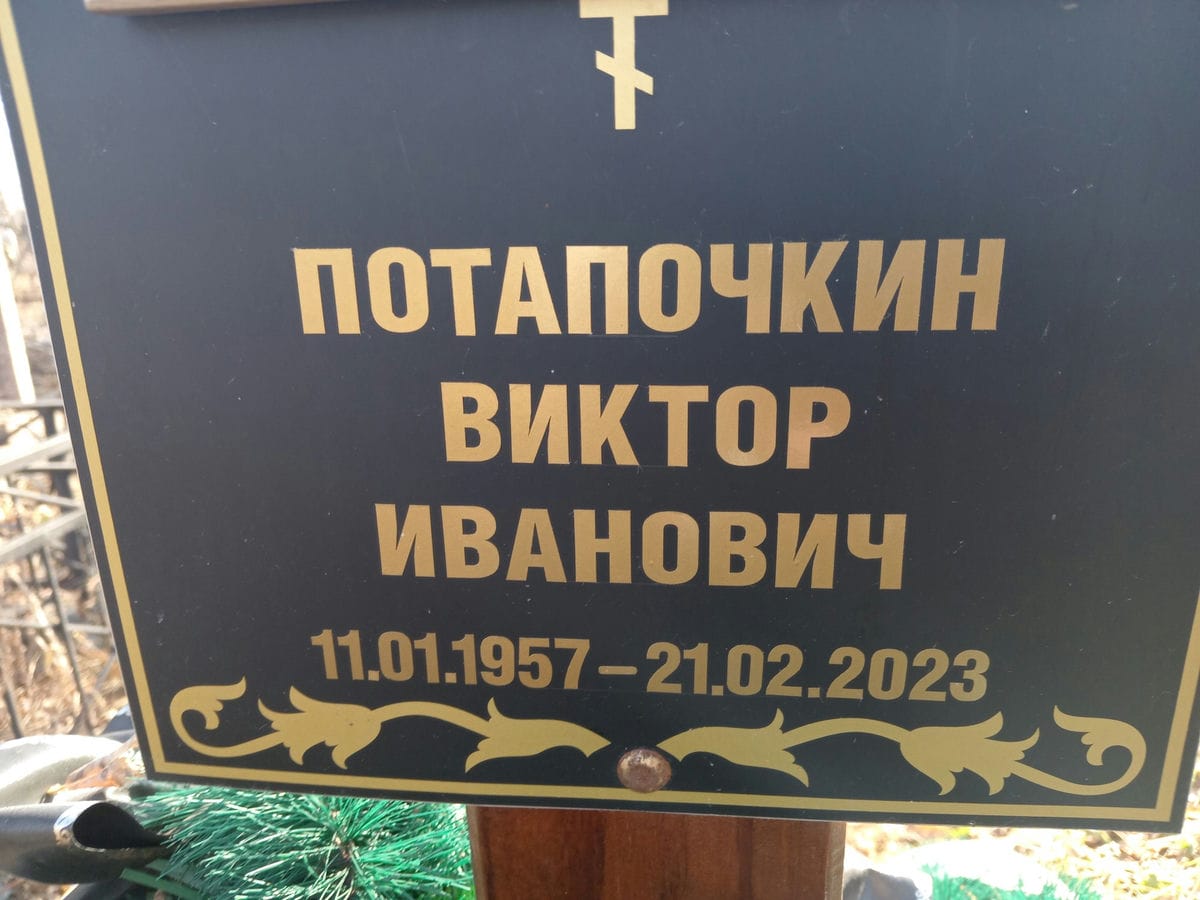 ПОТАПОЧКИН
ВИКТОР
ИВАНОВИЧ
11.01.1957 – 21.02.2023